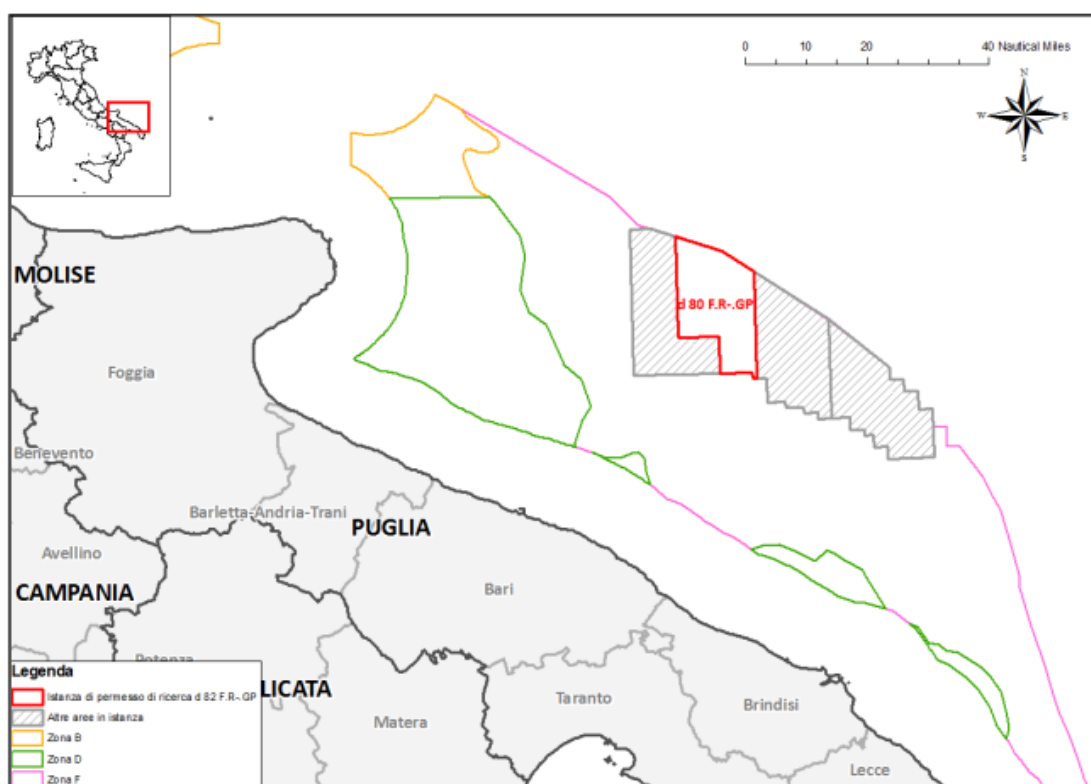 0 10 20 40 Nautical Miles
N
W E
S
MOLISE
d 80 F.R-.GP
Foggia
Benevento
Barletta-Andria-Trani
PUGLIA
Avellino
CAMPANIA
Bari
Potenza
LICATA
Taranto
Brindisi
Matera
Lecce
Legenda
Istanza di permesso di ricerca d 82 F.R-.GP
Altre aree in istanza
Zona B
Zona D
Zona F